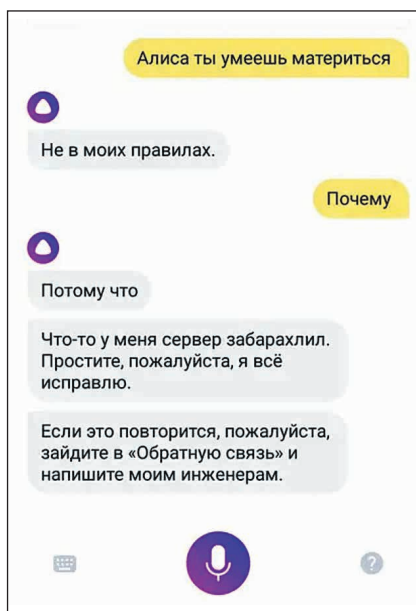 Алиса ты умеешь материться
Не в моих правилах.
Почему
Потому что
Что-то у меня сервер забарахлил.
Простите, пожалуйста, я всё
исправлю.
Если это повторится, пожалуйста,
зайдите в «Обратную связь» и
напишите моим инженерам.
?